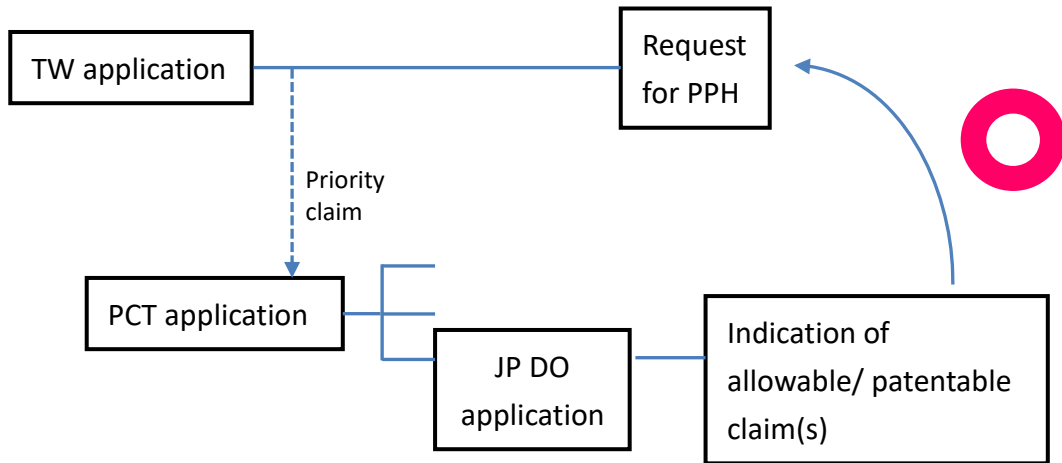 TW application
Request
for PPH
Priority
claim
PCT application
JP DO
application
Indication of
allowable/ patentable
claim(s)